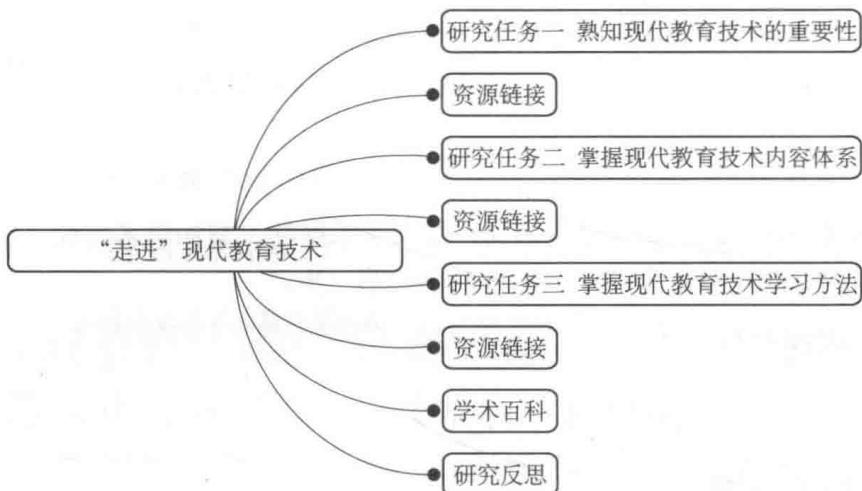 研究任务一 熟知现代教育技术的重要性
资源链接
研究任务二 掌握现代教育技术内容体系
资源链接
“走进”现代教育技术
研究任务三 掌握现代教育技术学习方法
资源链接
学术百科
研究反思